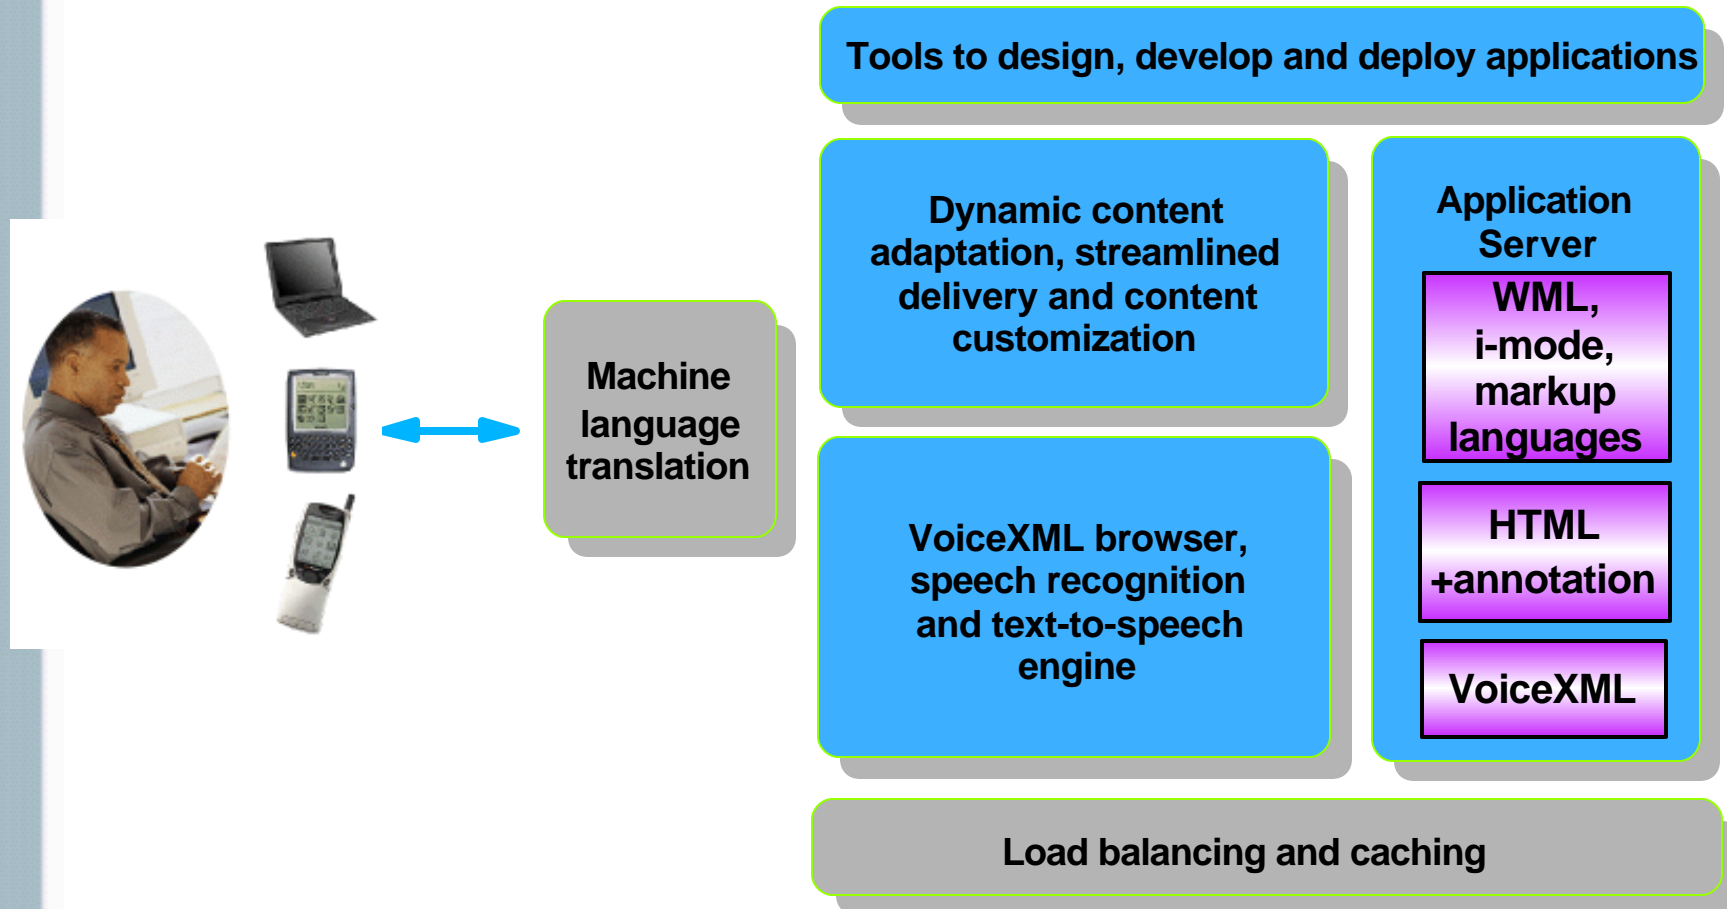 Tools to design, develop and deploy applications
Dynamic content
adaptation, streamlined
delivery and content
customization
Application
Server
WML,
i-mode,
markup
languages
HTML
+annotation
VoiceXML
Machine
language
translation
VoiceXML browser,
speech recognition
and text-to-speech
engine
Load balancing and caching